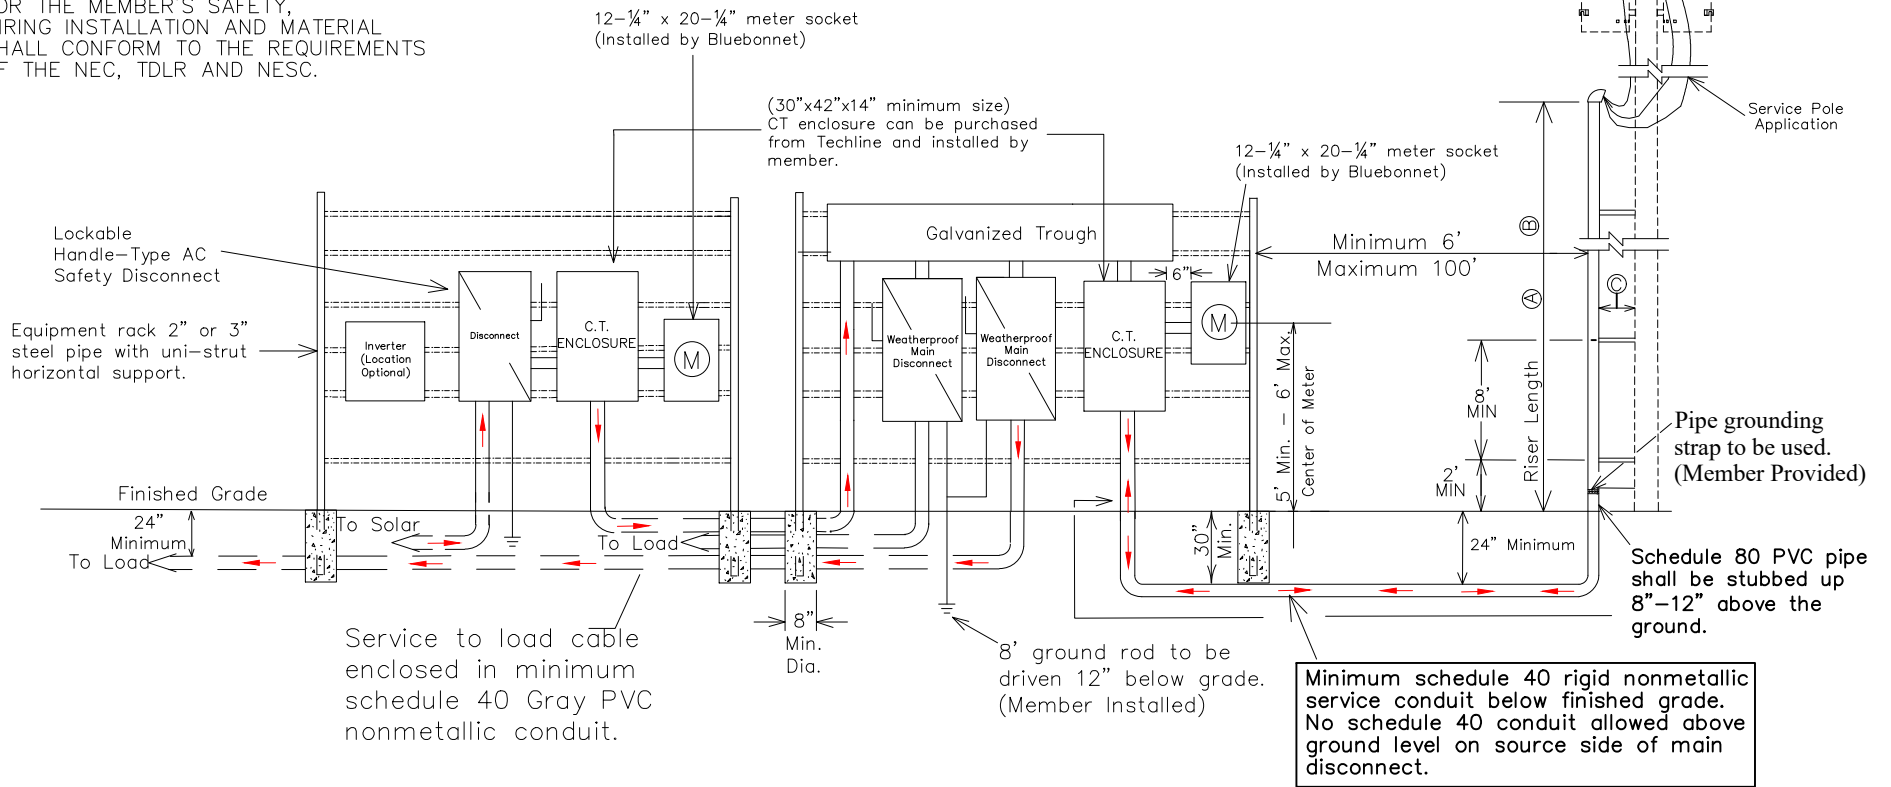 OR THE MEMBER'S SAFETY,
IRING INSTALLATION AND MATERIAL
HALL CONFORM TO THE REQUIREMENTS
F THE NEC, TDLR AND NESC.
12-¼" x 20-¼" meter socket
(Installed by Bluebonnet)
(30"x42"x14" minimum size)
CT enclosure can be purchased
from Techline and installed by
member.
12-¼" x 20-¼" meter socket
(Installed by Bluebonnet)
Service Pole
Application
Lockable
Handle-Type AC
Safety Disconnect
Equipment rack 2" or 3"
steel pipe with uni-strut
horizontal support.
Inverter
(Location
Optional)
Disconnect
C.T.
ENCLOSURE
M
Galvanized Trough
Weatherproof
Main
Disconnect
Weatherproof
Main
Disconnect
C.T.
ENCLOSURE
6"
M
Minimum 6'
Maximum 100'
B
A
C
Riser Length
8'
MIN
2'
MIN
5' Min. - 6' Max.
Center of Meter
Pipe grounding
strap to be used.
(Member Provided)
Finished Grade
24"
Minimum
To Load
To Solar
To Load
30"
Min.
24" Minimum
8"
Min.
Dia.
Schedule 80 PVC pipe
shall be stubbed up
8"-12" above the
ground.
Service to load cable
enclosed in minimum
schedule 40 Gray PVC
nonmetallic conduit.
8' ground rod to be
driven 12" below grade.
(Member Installed)
Minimum schedule 40 rigid nonmetallic
service conduit below finished grade.
No schedule 40 conduit allowed above
ground level on source side of main
disconnect.